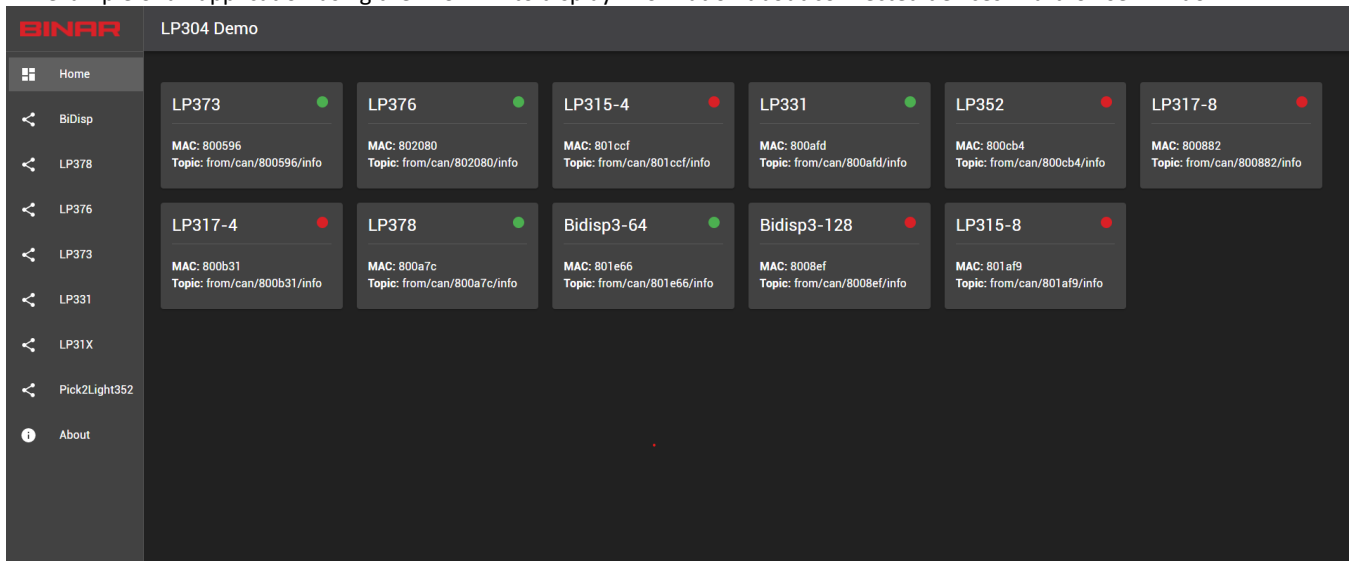 BINAR
LP304 Demo
Home
BiDisp
LP378
LP376
LP373
LP331
LP31X
Pick2Light352
About
LP373
MAC: 800596
Topic: from/can/800596/info
LP376
MAC: 802080
Topic: from/can/802080/info
LP315-4
MAC: 801ccf
Topic: from/can/801ccf/info
LP331
MAC: 800afd
Topic: from/can/800afd/info
LP352
MAC: 800cb4
Topic: from/can/800cb4/info
LP317-8
MAC: 800882
Topic: from/can/800882/info
LP317-4
MAC: 800b31
Topic: from/can/800b31/info
LP378
MAC: 800a7c
Topic: from/can/800a7c/info
Bidisp3-64
MAC: 801e66
Topic: from/can/801e66/info
Bidisp3-128
MAC: 8008ef
Topic: from/can/8008ef/info
LP315-8
MAC: 801af9
Topic: from/can/801af9/info